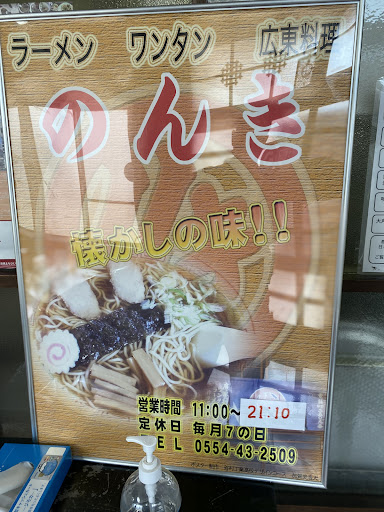 ラーメン ワンタン 広東料理
のんき
懐かしの味!!
営業時間 11:00～21:10
定休日 毎月7の日
TEL 0554-43-2509